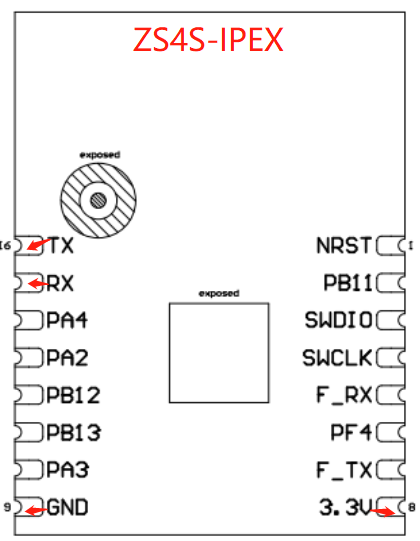 ZS4S-IPEX
exposed
16 TX NRST 1
RX PB11
PA4 SWDIO
exposed
PA2 SWCLK
PB12 F_RX
PB13 PF4
PA3 F_TX
9 GND 3.3V 8